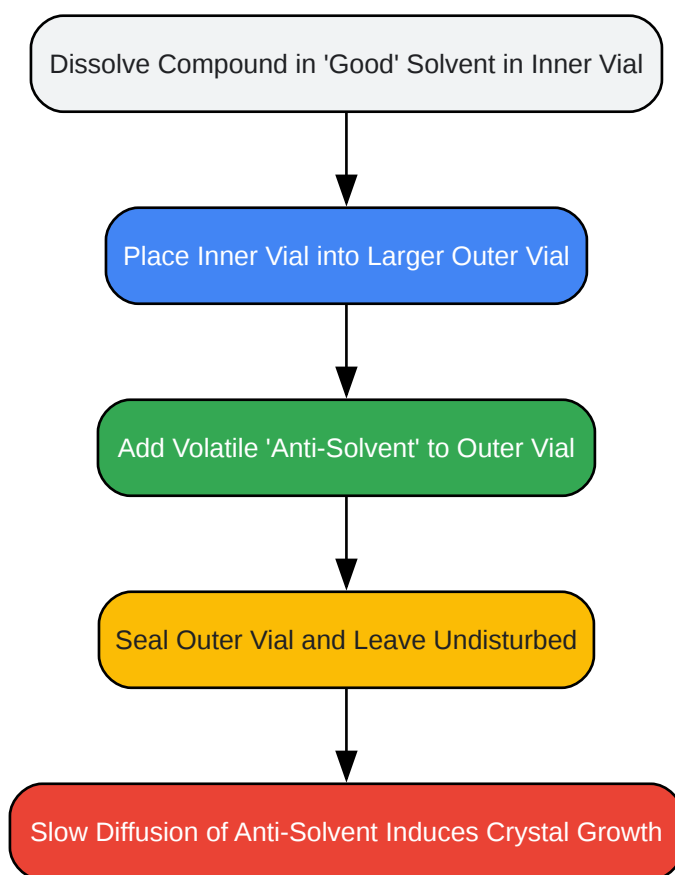 Dissolve Compound in 'Good' Solvent in Inner Vial
Place Inner Vial into Larger Outer Vial
Add Volatile 'Anti-Solvent' to Outer Vial
Seal Outer Vial and Leave Undisturbed
Slow Diffusion of Anti-Solvent Induces Crystal Growth